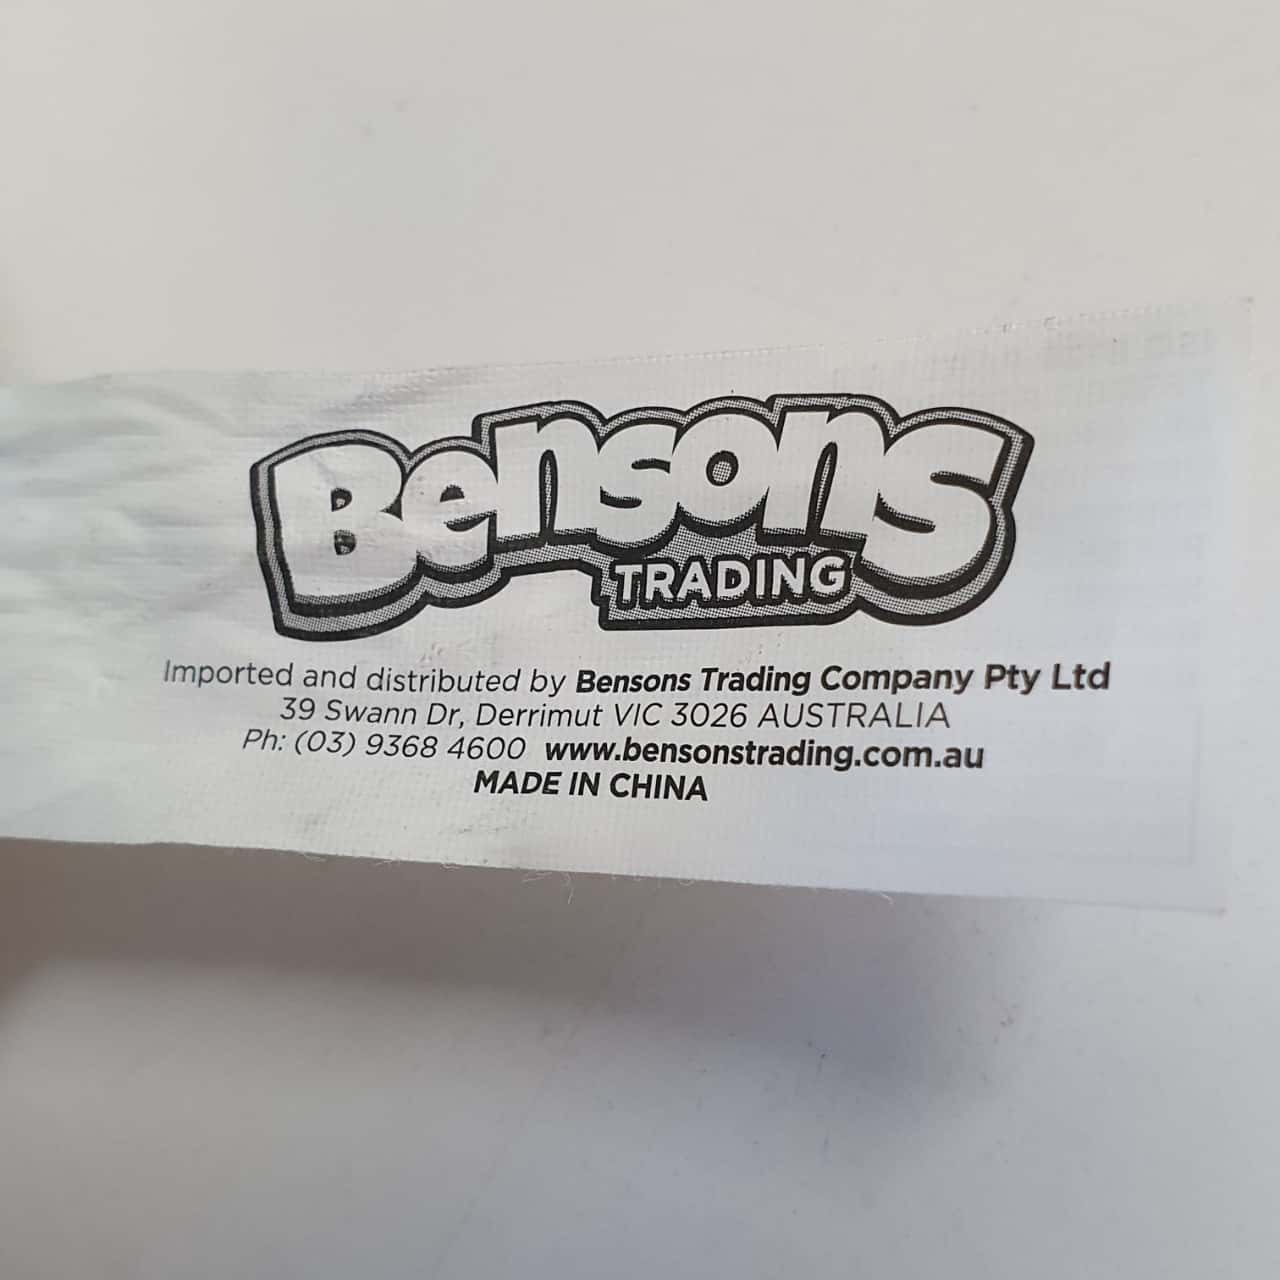 Bensons
TRADING
Imported and distributed by Bensons Trading Company Pty Ltd
39 Swann Dr, Derrimut VIC 3026 AUSTRALIA
Ph: (03) 9368 4600 www.bensonstrading.com.au
MADE IN CHINA